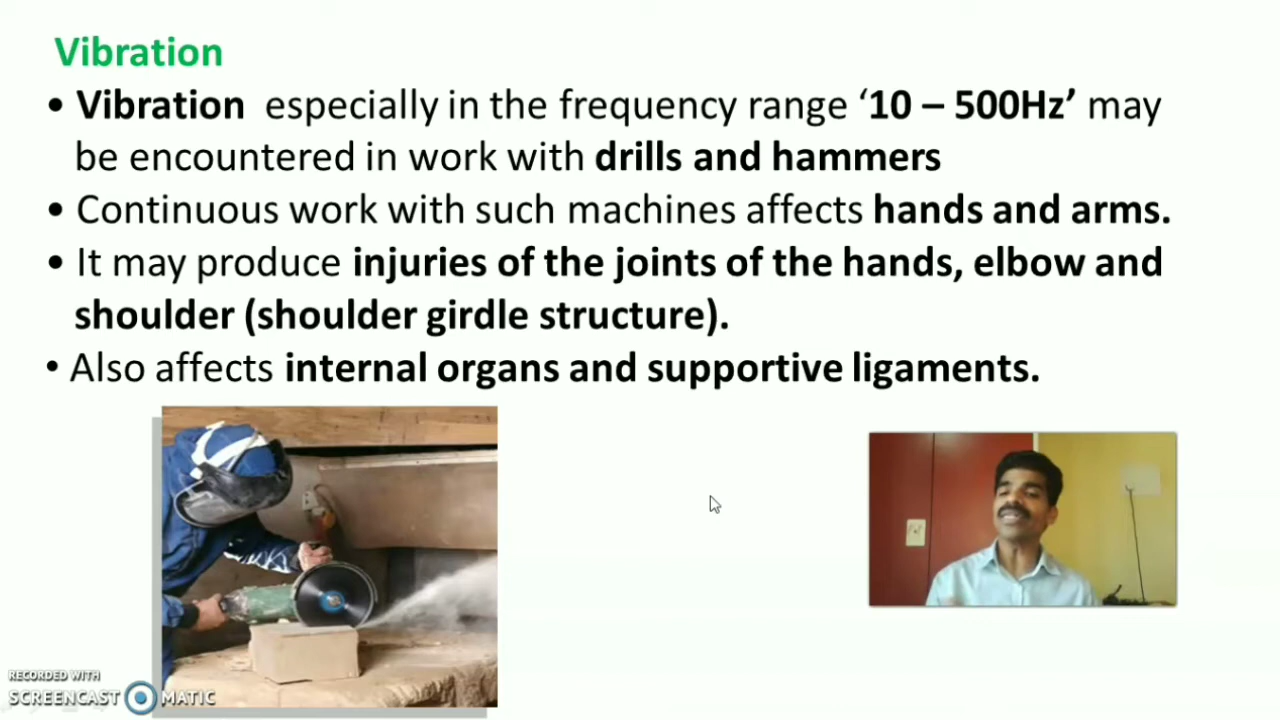 Vibration
• Vibration especially in the frequency range ‘10 – 500Hz’ may
be encountered in work with drills and hammers
• Continuous work with such machines affects hands and arms.
• It may produce injuries of the joints of the hands, elbow and
shoulder (shoulder girdle structure).
• Also affects internal organs and supportive ligaments.
RECORDED WITH
SCREENCAST MATIC